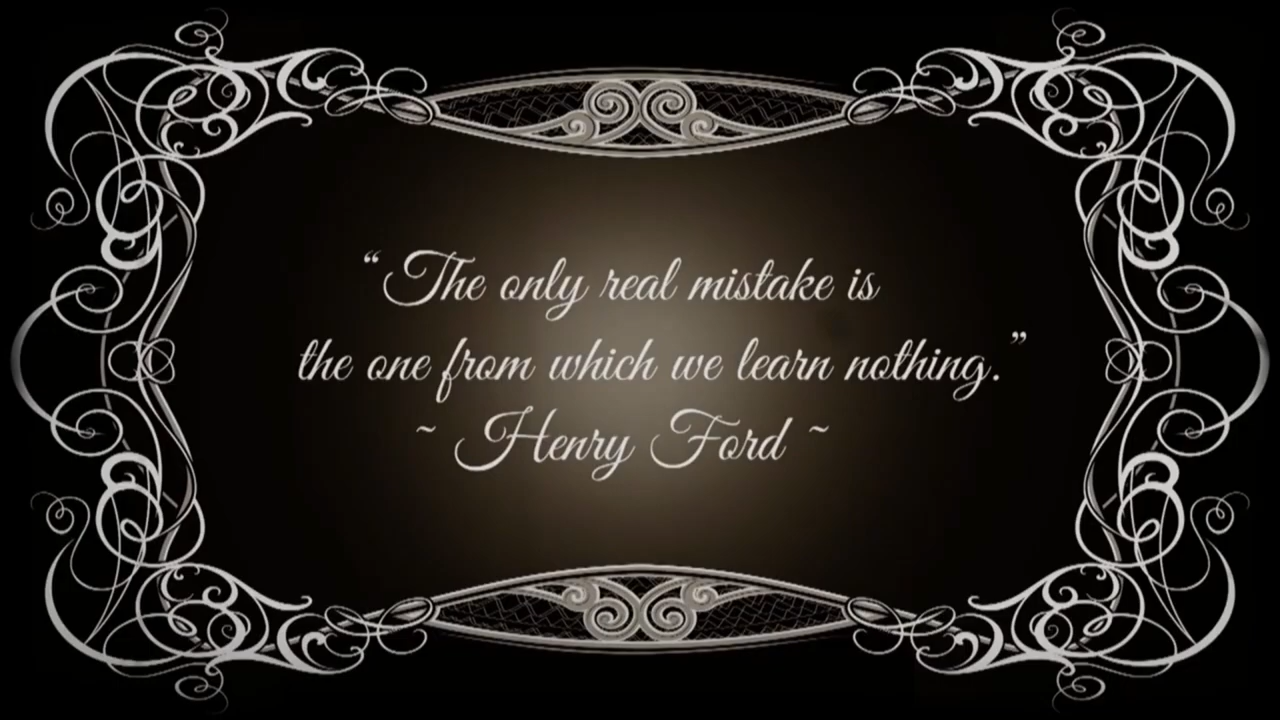 “The only real mistake is
the one from which we learn nothing.”
~ Henry Ford ~